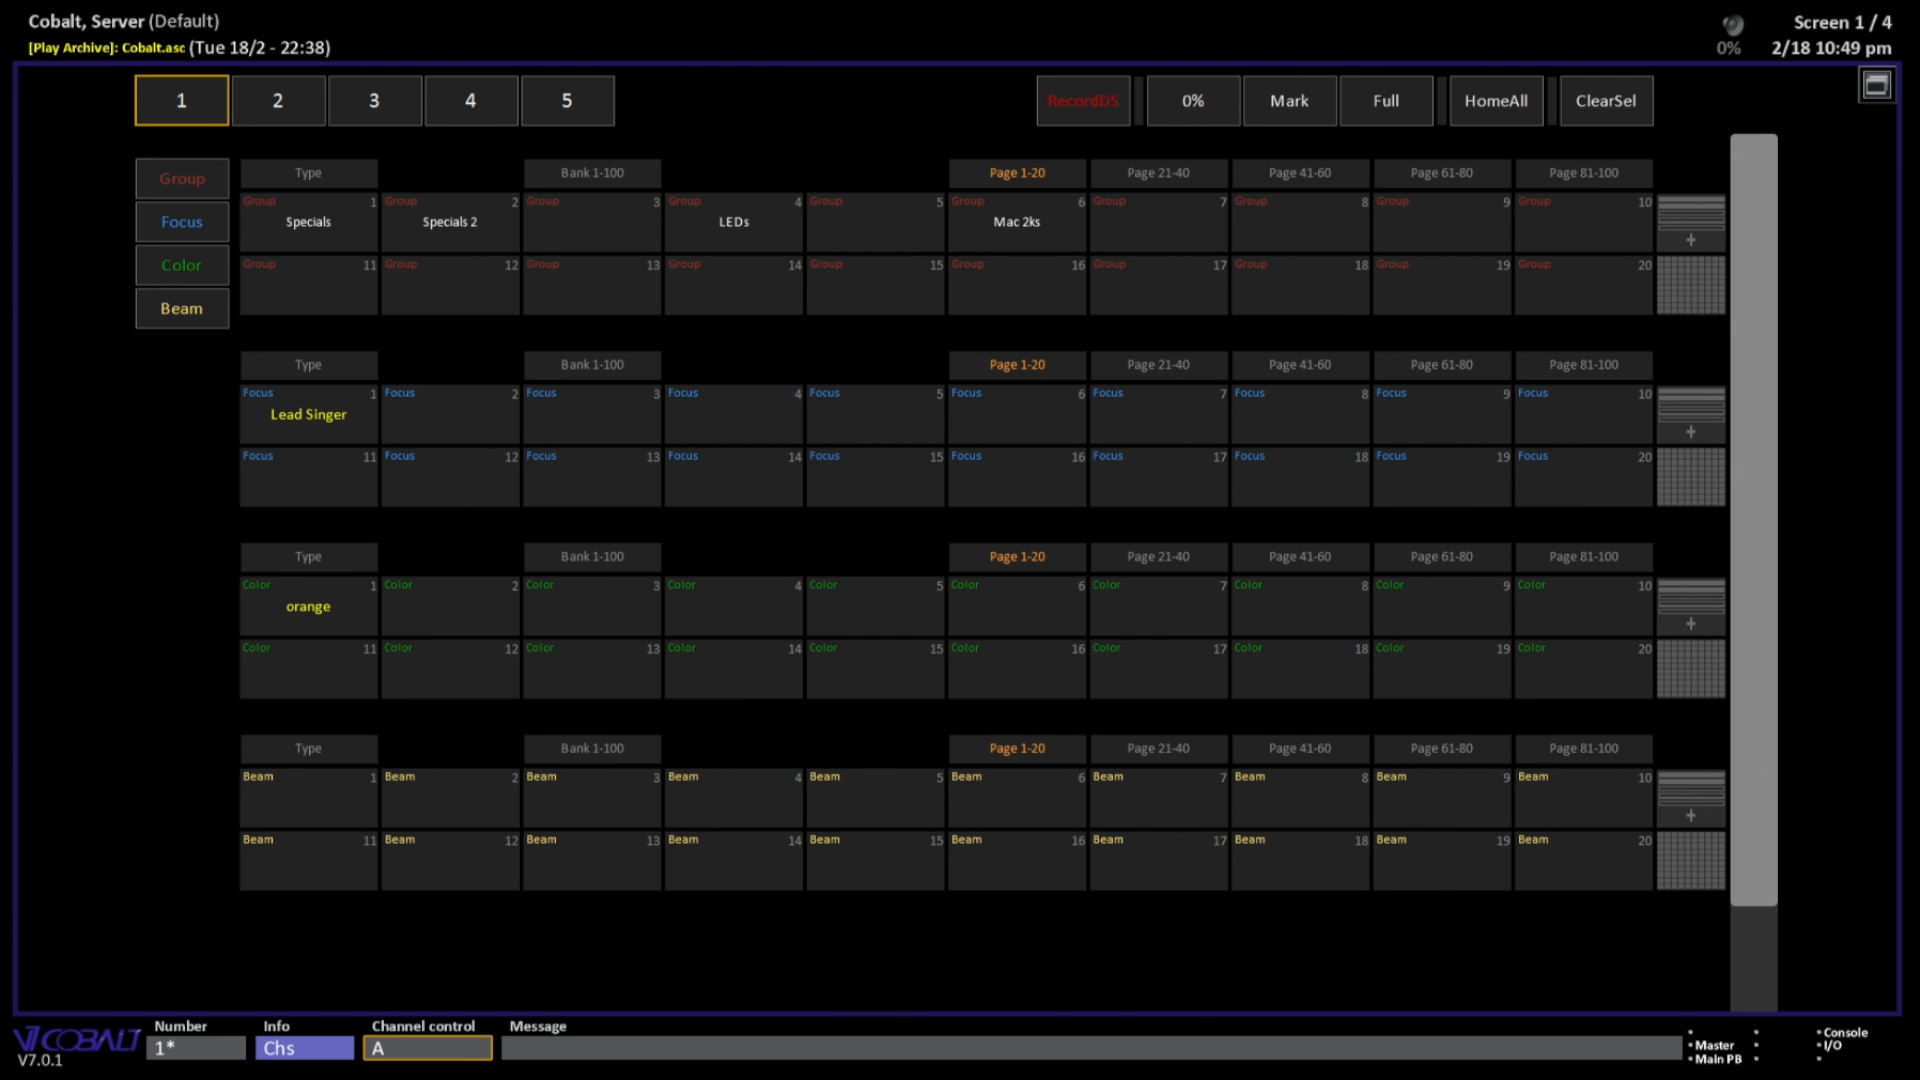 Cobalt, Server (Default)
Screen 1 / 4
[Play Archive]: Cobalt.asc (Tue 18/2 - 22:38)
0% 2/18 10:49 pm
1 2 3 4 5 RecordDS 0% Mark Full HomeAll ClearSel
Group
Focus
Color
Beam
Type Bank 1-100 Page 1-20 Page 21-40 Page 41-60 Page 61-80 Page 81-100
Group 1 Group 2 Group 3 Group 4 Group 5 Group 6 Group 7 Group 8 Group 9 Group 10
Specials Specials 2 LEDs Mac 2ks
+
Group 11 Group 12 Group 13 Group 14 Group 15 Group 16 Group 17 Group 18 Group 19 Group 20
Type Bank 1-100 Page 1-20 Page 21-40 Page 41-60 Page 61-80 Page 81-100
Focus 1 Focus 2 Focus 3 Focus 4 Focus 5 Focus 6 Focus 7 Focus 8 Focus 9 Focus 10
Lead Singer
+
Focus 11 Focus 12 Focus 13 Focus 14 Focus 15 Focus 16 Focus 17 Focus 18 Focus 19 Focus 20
Type Bank 1-100 Page 1-20 Page 21-40 Page 41-60 Page 61-80 Page 81-100
Color 1 Color 2 Color 3 Color 4 Color 5 Color 6 Color 7 Color 8 Color 9 Color 10
orange
+
Color 11 Color 12 Color 13 Color 14 Color 15 Color 16 Color 17 Color 18 Color 19 Color 20
Type Bank 1-100 Page 1-20 Page 21-40 Page 41-60 Page 61-80 Page 81-100
Beam 1 Beam 2 Beam 3 Beam 4 Beam 5 Beam 6 Beam 7 Beam 8 Beam 9 Beam 10
+
Beam 11 Beam 12 Beam 13 Beam 14 Beam 15 Beam 16 Beam 17 Beam 18 Beam 19 Beam 20
COBALT
V7.0.1
Number Info Channel control Message
1* Chs A
Master
Main PB
Console
I/O